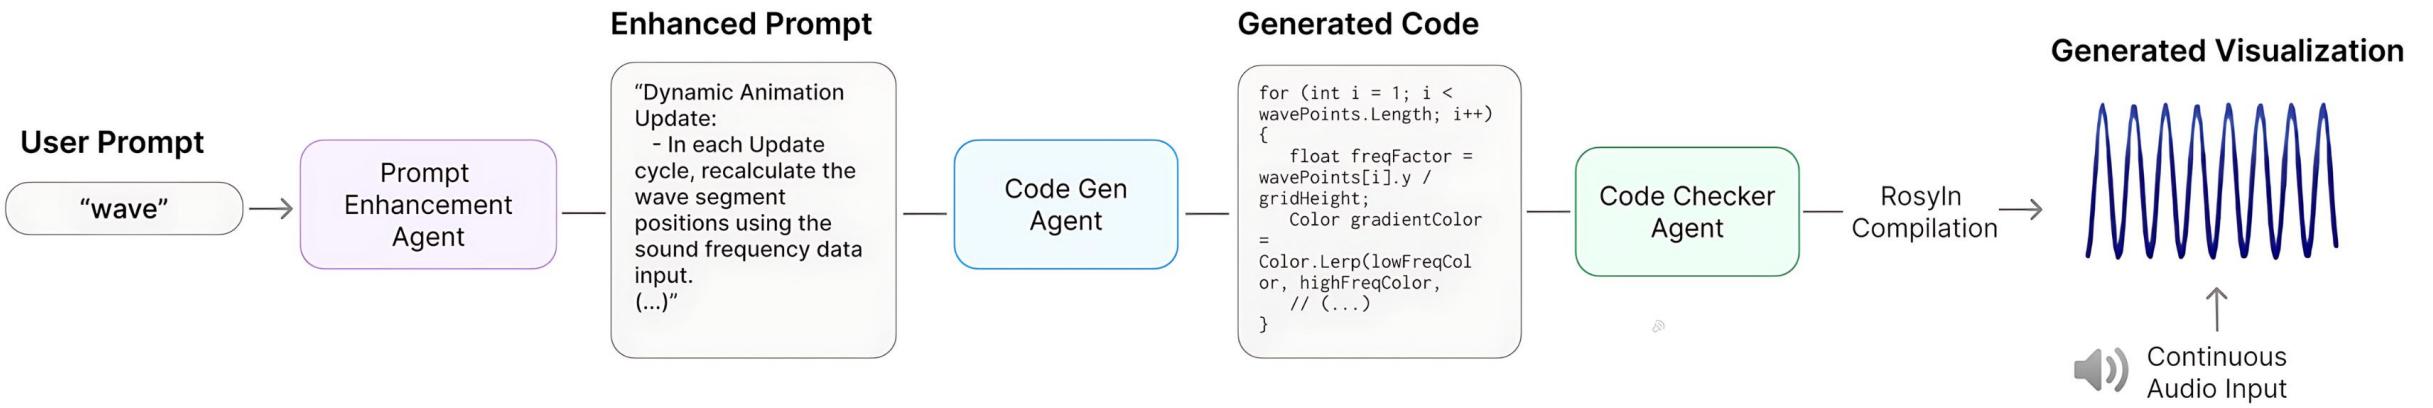 User Prompt
“wave”
Prompt
Enhancement
Agent
Enhanced Prompt
“Dynamic Animation
Update:
- In each Update
cycle, recalculate the
wave segment
positions using the
sound frequency data
input.
(...)”
Code Gen
Agent
Generated Code
for (int i = 1; i <
wavePoints.Length; i++)
{
float freqFactor =
wavePoints[i].y /
gridHeight;
Color gradientColor
=
Color.Lerp(lowFreqCol
or, highFreqColor,
// (...)
}
Code Checker
Agent
Rosyln
Compilation
Generated Visualization
Continuous
Audio Input